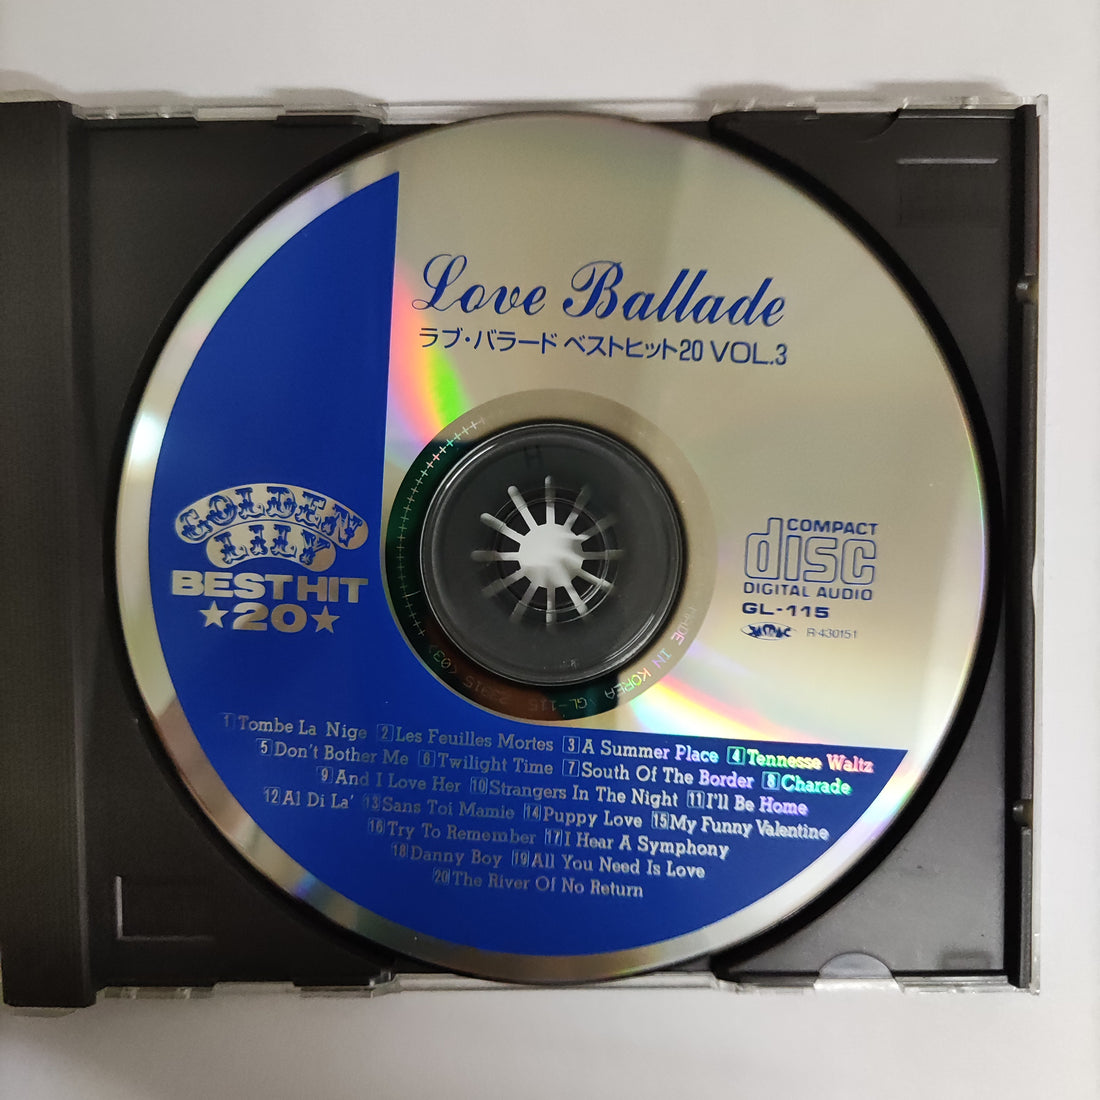 Love Ballade
ラブ・バラード ベストヒット20 VOL.3
GOLDEN
LILY
BEST HIT
★20★
COMPACT
disc
DIGITAL AUDIO
GL-115
R-430151
MADE IN KOREA
GL-115
1 Tombe La Nige 2 Les Feuilles Mortes 3 A Summer Place 4 Tennesse Waltz
5 Don't Bother Me 6 Twilight Time 7 South Of The Border 8 Charade
9 And I Love Her 10 Strangers In The Night 11 I'll Be Home
12 Al Di La' 13 Sans Toi Mamie 14 Puppy Love 15 My Funny Valentine
16 Try To Remember 17 I Hear A Symphony
18 Danny Boy 19 All You Need Is Love
20 The River Of No Return